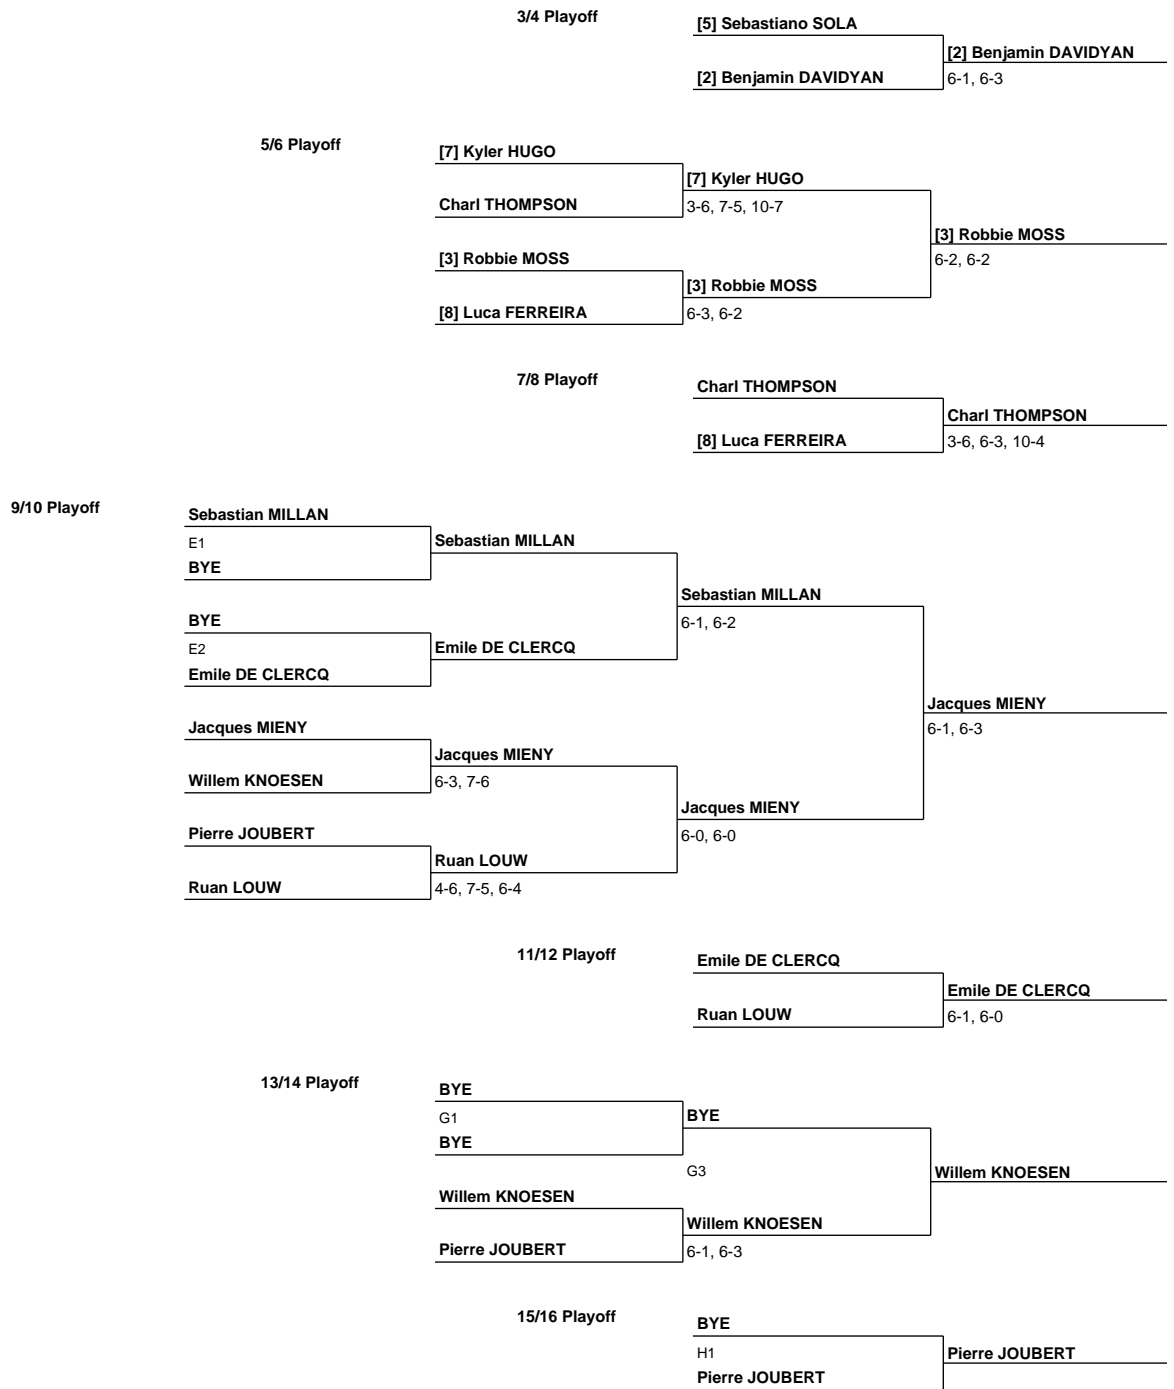 3/4 Playoff
[5] Sebastiano SOLA
[2] Benjamin DAVIDYAN
[2] Benjamin DAVIDYAN
6-1, 6-3
5/6 Playoff
[7] Kyler HUGO
[7] Kyler HUGO
Charl THOMPSON
3-6, 7-5, 10-7
[3] Robbie MOSS
[3] Robbie MOSS
6-2, 6-2
[3] Robbie MOSS
[8] Luca FERREIRA
6-3, 6-2
7/8 Playoff
Charl THOMPSON
Charl THOMPSON
[8] Luca FERREIRA
3-6, 6-3, 10-4
9/10 Playoff
Sebastian MILLAN
E1
Sebastian MILLAN
BYE
Sebastian MILLAN
BYE
6-1, 6-2
E2
Emile DE CLERCQ
Emile DE CLERCQ
Jacques MIENY
Jacques MIENY
6-1, 6-3
Jacques MIENY
Willem KNOESEN
6-3, 7-6
Jacques MIENY
Pierre JOUBERT
6-0, 6-0
Ruan LOUW
Ruan LOUW
4-6, 7-5, 6-4
11/12 Playoff
Emile DE CLERCQ
Emile DE CLERCQ
Ruan LOUW
6-1, 6-0
13/14 Playoff
BYE
G1
BYE
BYE
G3
Willem KNOESEN
Willem KNOESEN
Willem KNOESEN
Pierre JOUBERT
6-1, 6-3
15/16 Playoff
BYE
H1
Pierre JOUBERT
Pierre JOUBERT